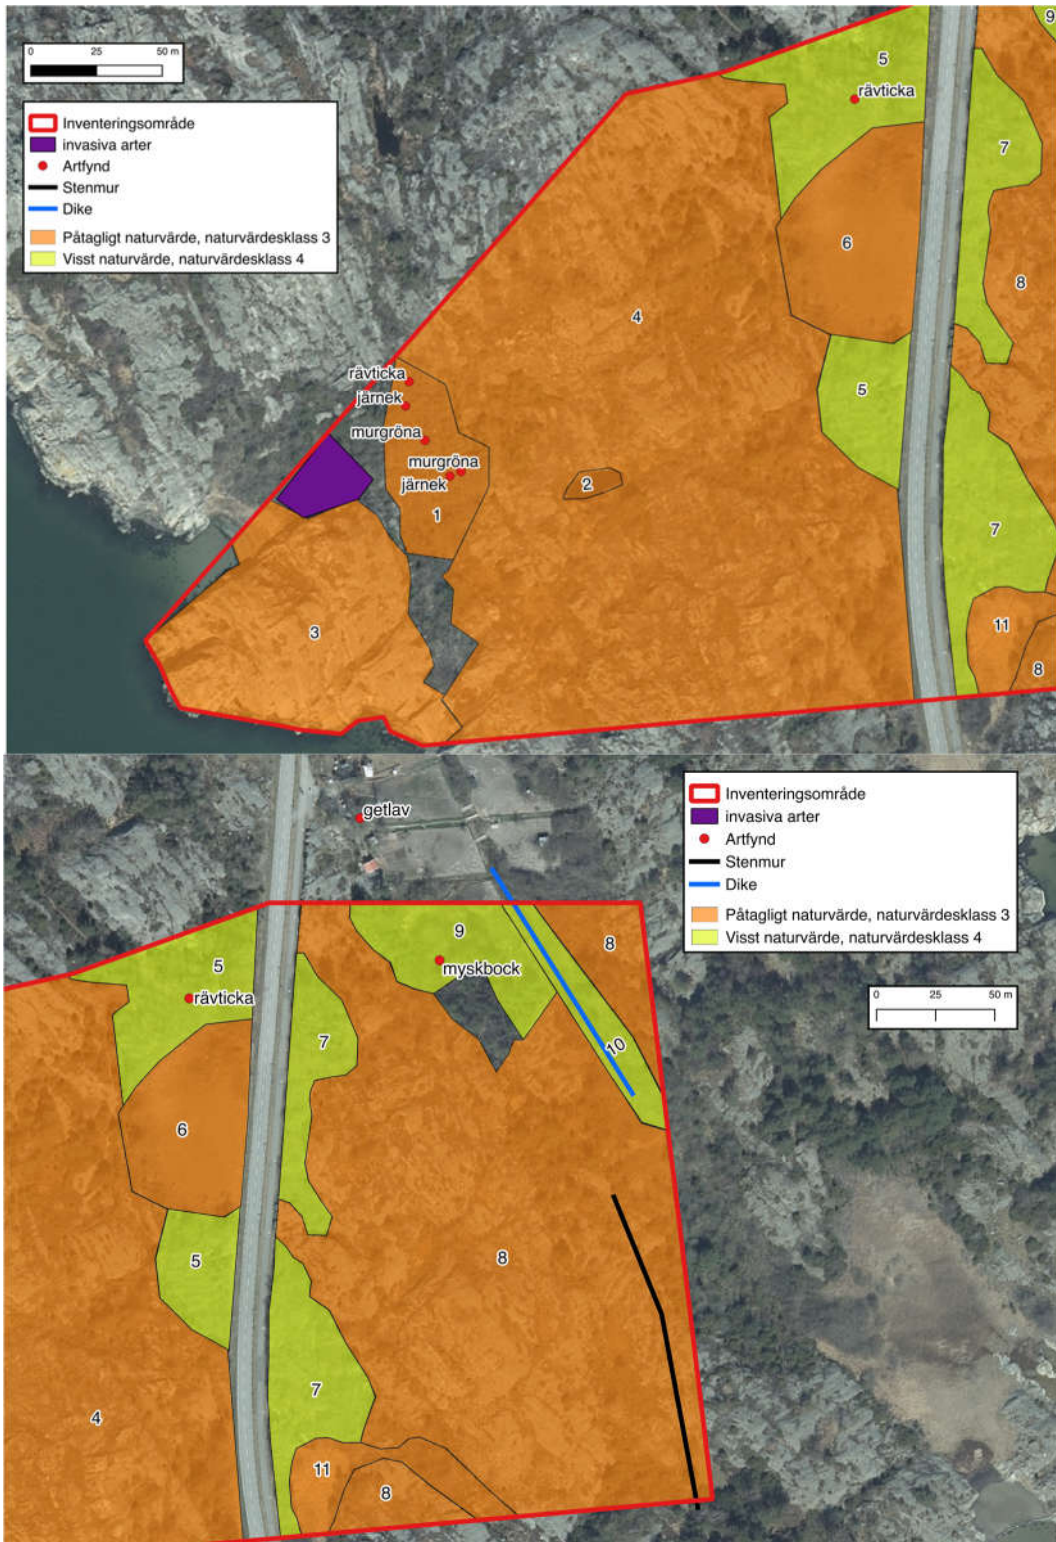 0 25 50 m
Inventeringsområde
invasiva arter
Artfynd
Stenmur
Dike
Påtagligt naturvärde, naturvärdesklass 3
Visst naturvärde, naturvärdesklass 4
9
5
rävticka
7
6
8
4
rävticka
järnek
5
murgröna
murgröna
järnek
2
1
7
3
11
8
getlav
Inventeringsområde
invasiva arter
Artfynd
Stenmur
Dike
Påtagligt naturvärde, naturvärdesklass 3
Visst naturvärde, naturvärdesklass 4
9
8
5
myskbock
rävticka
0 25 50 m
7
10
6
8
5
7
4
11
8